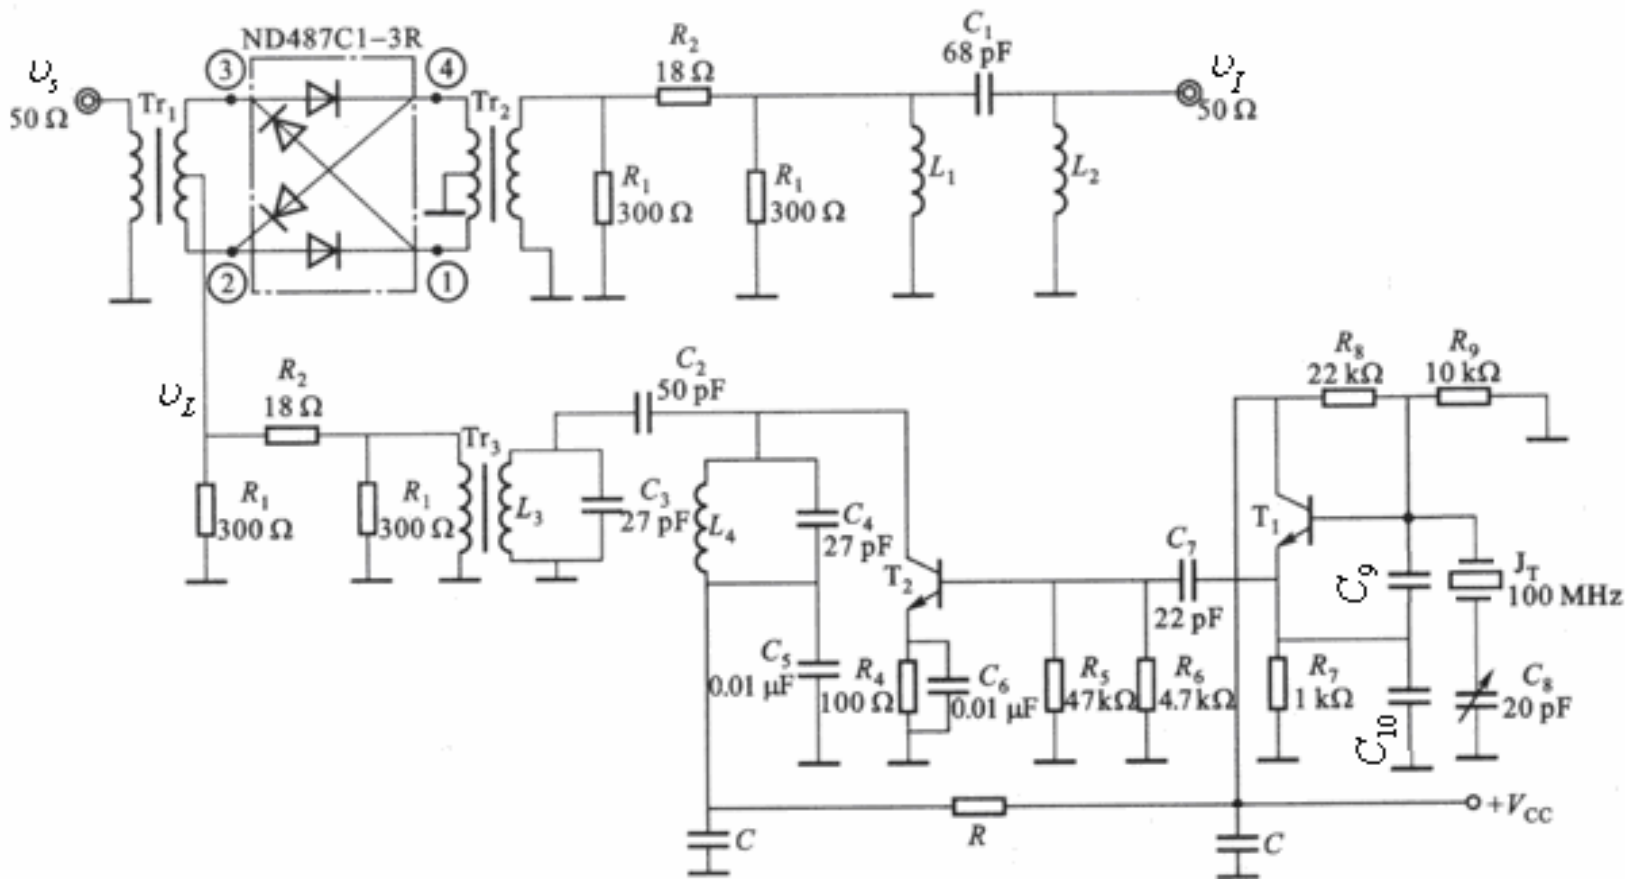 ND487C1-3R
υs
50 Ω
Tr1
③
④
②
①
Tr2
R2
18 Ω
R1
300 Ω
R1
300 Ω
C1
68 pF
L1
L2
υI
50 Ω
υL
R2
18 Ω
R1
300 Ω
R1
300 Ω
Tr3
L3
C3
27 pF
C2
50 pF
L4
C4
27 pF
C5
0.01 μF
T2
R4
100 Ω
C6
0.01 μF
R5
47 kΩ
R6
4.7 kΩ
C7
22 pF
R8
22 kΩ
R9
10 kΩ
T1
R7
1 kΩ
C9
C10
JT
100 MHz
C8
20 pF
C
R
C
+VCC